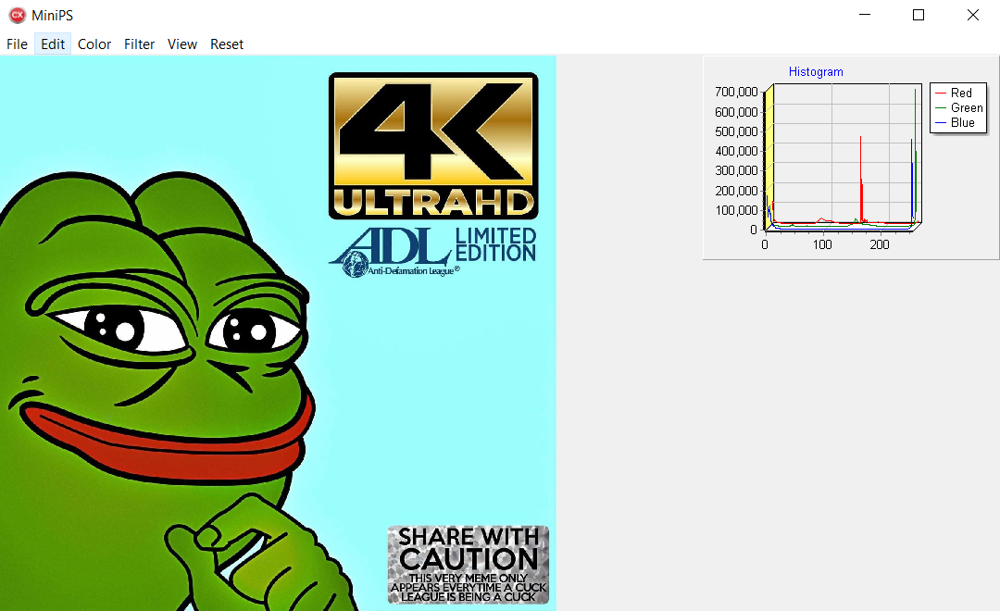 MiniPS
File Edit Color Filter View Reset
4K
ULTRAHD
ADL LIMITED
EDITION
Anti-Defamation League®
SHARE WITH
CAUTION
THIS VERY MEME ONLY
APPEARS EVERYTIME A CUCK
LEAGUE IS BEING A CUCK
Histogram
700,000
600,000
500,000
400,000
300,000
200,000
100,000
0
0 100 200
Red
Green
Blue